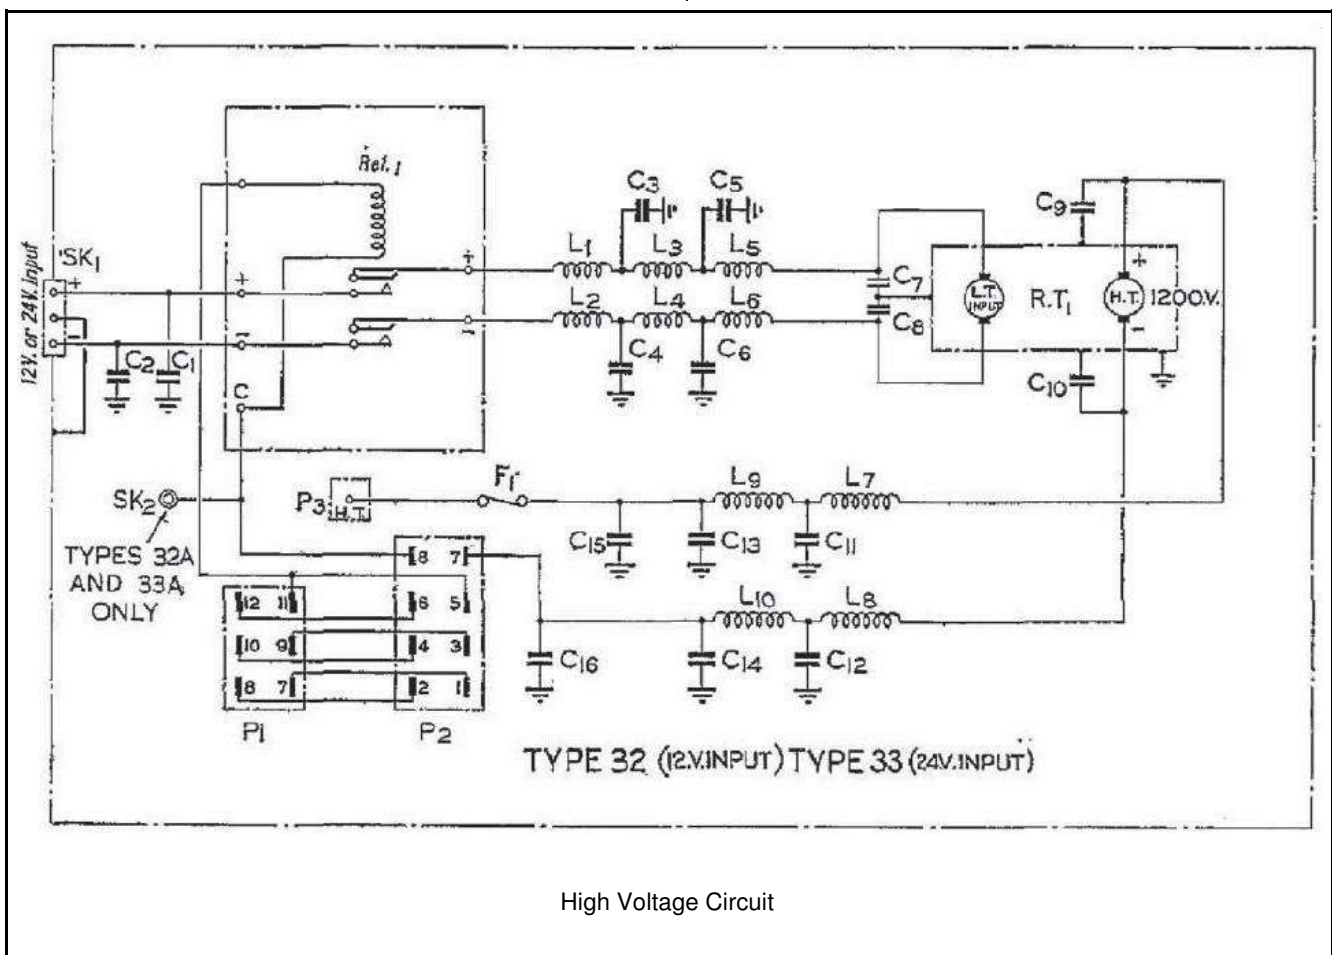 Rel. 1
C3
C5
C9
SK1
+
+
+
L1
L3
L5
C7
L.T.
INPUT
R.T1
+
H.T.
1200.V.
-
12V. or 24V. Input
-
-
-
L2
L4
L6
C8
C2
C1
C4
C6
C10
C
SK2
P3
H.T.
F1
L9
L7
C15
C13
C11
TYPES 32A
AND 33A
ONLY
8 7
12 11
6 5
10 9
4 3
8 7
2 1
P1
P2
L10
L8
C16
C14
C12
TYPE 32 (12.V.INPUT) TYPE 33 (24V.INPUT)
High Voltage Circuit